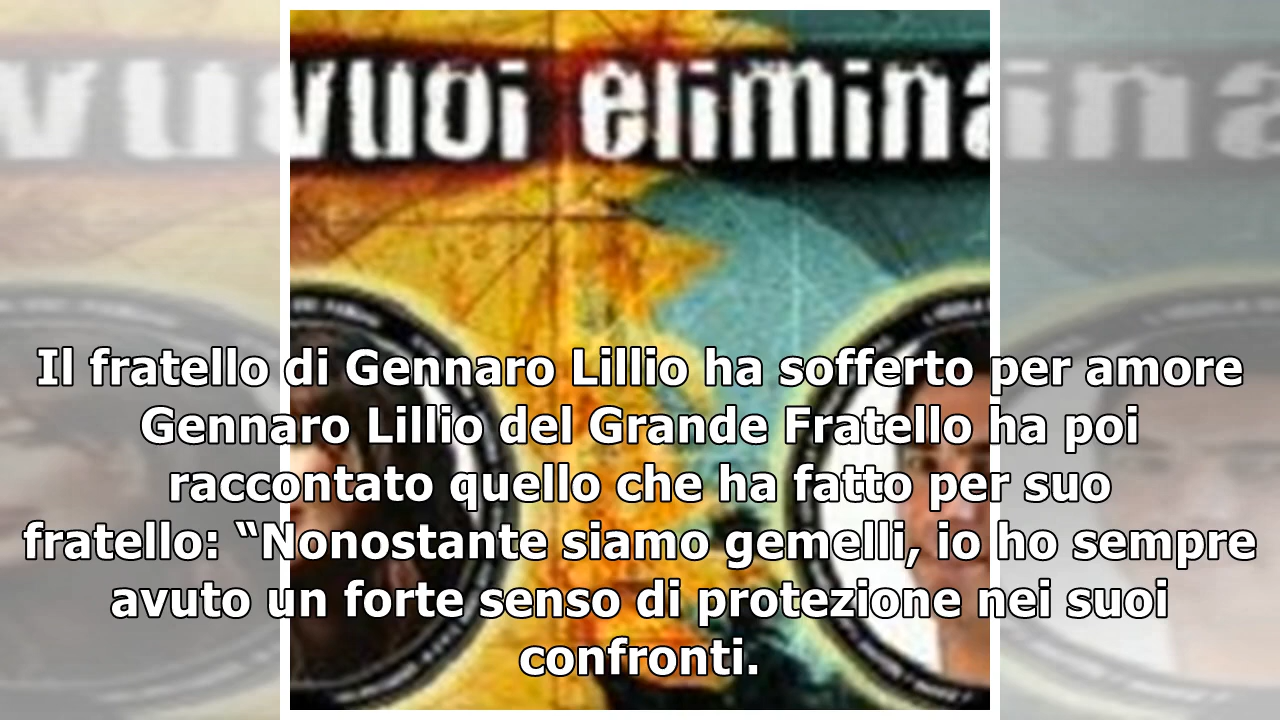 vuoi elimina
Il fratello di Gennaro Lillio ha sofferto per amore
Gennaro Lillio del Grande Fratello ha poi
raccontato quello che ha fatto per suo
fratello: “Nonostante siamo gemelli, io ho sempre
avuto un forte senso di protezione nei suoi
confronti.